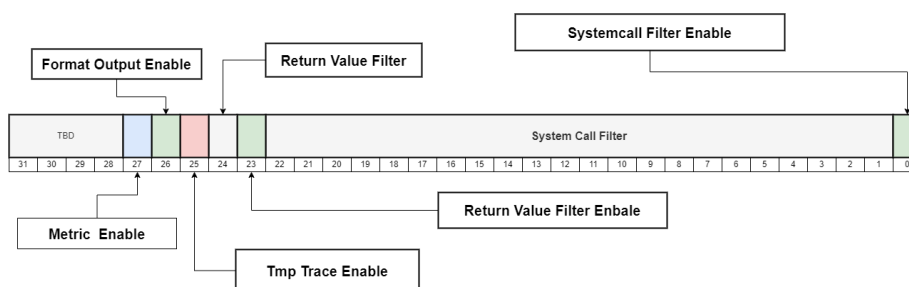 Systemcall Filter Enable
Format Output Enable
Return Value Filter
TBD
System Call Filter
31 30 29 28 27 26 25 24 23 22 21 20 19 18 17 16 15 14 13 12 11 10 9 8 7 6 5 4 3 2 1 0
Metric Enable
Return Value Filter Enbale
Tmp Trace Enable